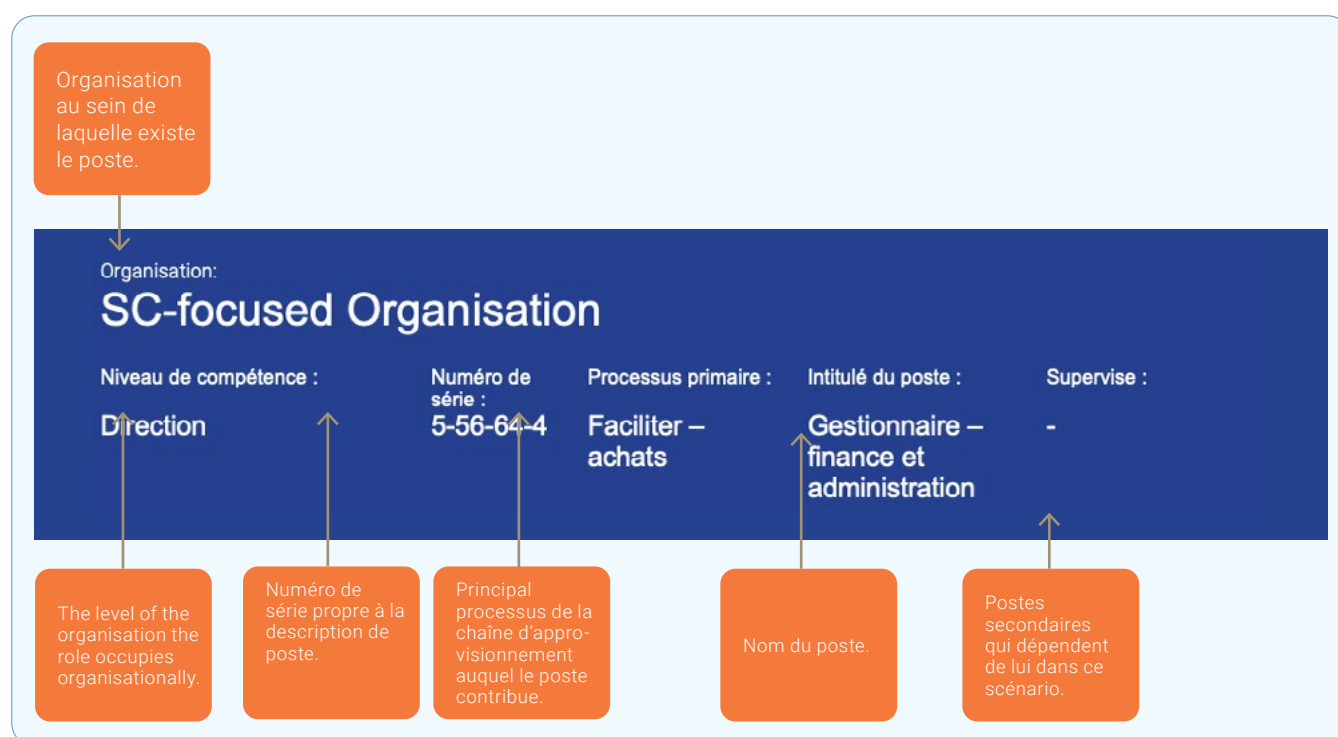 Organisation
au sein de
laquelle existe
le poste.
Organisation:
SC-focused Organisation
Niveau de compétence :
Direction
Numéro de
série :
5-56-64-4
Processus primaire :
Faciliter –
achats
Intitulé du poste :
Gestionnaire –
finance et
administration
Supervise :
-
The level of the
organisation the
role occupies
organisationally.
Numéro de
série propre à la
description de
poste.
Principal
processus de la
chaîne d'appro-
visionnement
auquel le poste
contribue.
Nom du poste.
Postes
secondaires
qui dépendent
de lui dans ce
scénario.